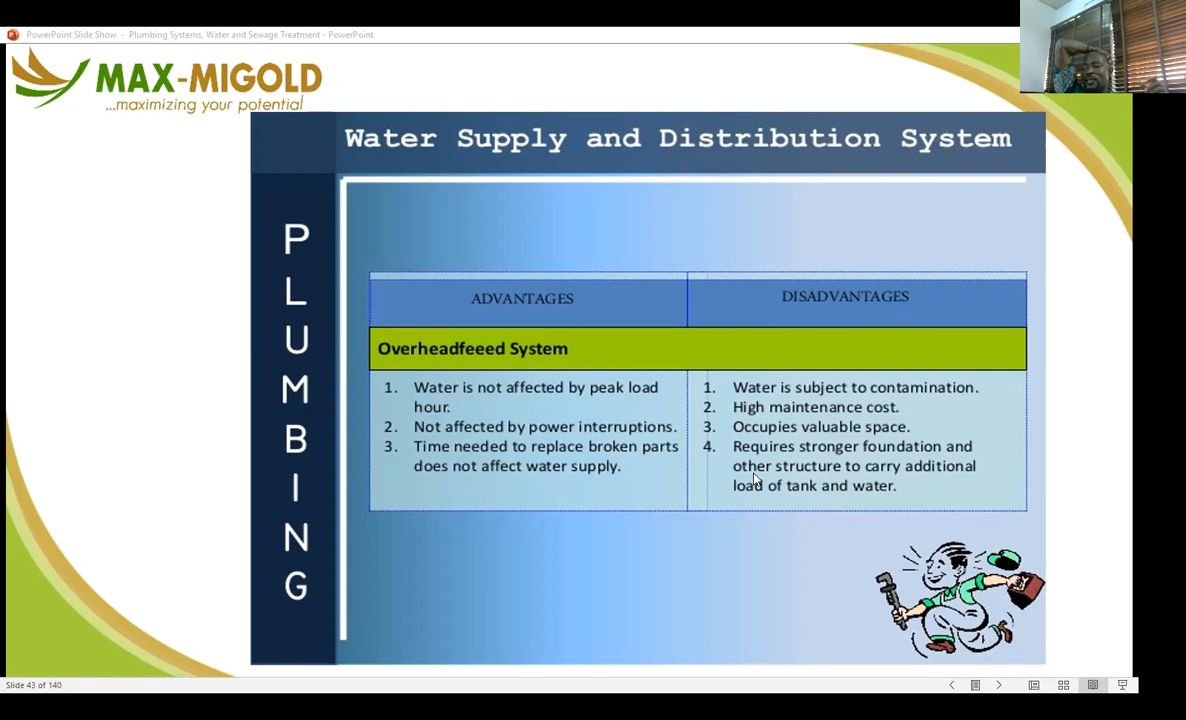 PowerPoint Slide Show - Plumbing Systems, Water and Sewage Treatment - PowerPoint
MAX-MIGOLD
...maximizing your potential
Water Supply and Distribution System
PLUMBING
ADVANTAGES
DISADVANTAGES
Overheadfeeed System
1. Water is not affected by peak load
hour.
2. Not affected by power interruptions.
3. Time needed to replace broken parts
does not affect water supply.
1. Water is subject to contamination.
2. High maintenance cost.
3. Occupies valuable space.
4. Requires stronger foundation and
other structure to carry additional
load of tank and water.
Slide 43 of 140